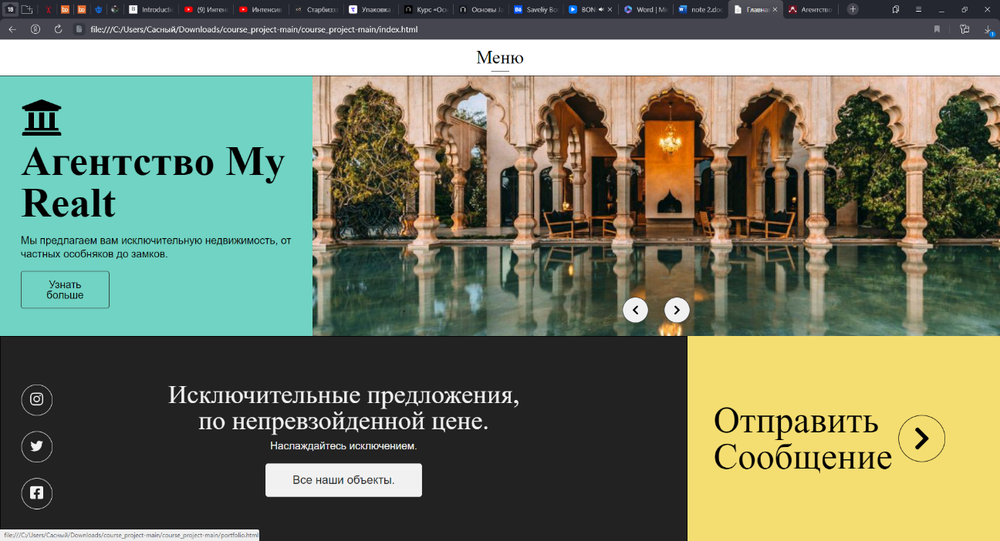 18
Introducti
(9) Интен
Интенсив
Старбизз
Упаковка
Курс «Осн
Основы Ja
Saveliy Bo
BON
Word | Mi
note 2.doc
Главна
Агентство
file:///C:/Users/Сасный/Downloads/course_project-main/course_project-main/index.html
Меню
Агентство My
Realt
Мы предлагаем вам исключительную недвижимость, от
частных особняков до замков.
Узнать
больше
Исключительные предложения,
по непревзойденной цене.
Наслаждайтесь исключением.
Все наши объекты.
Отправить
Сообщение
file:///C:/Users/Сасный/Downloads/course_project-main/course_project-main/portfolio.html